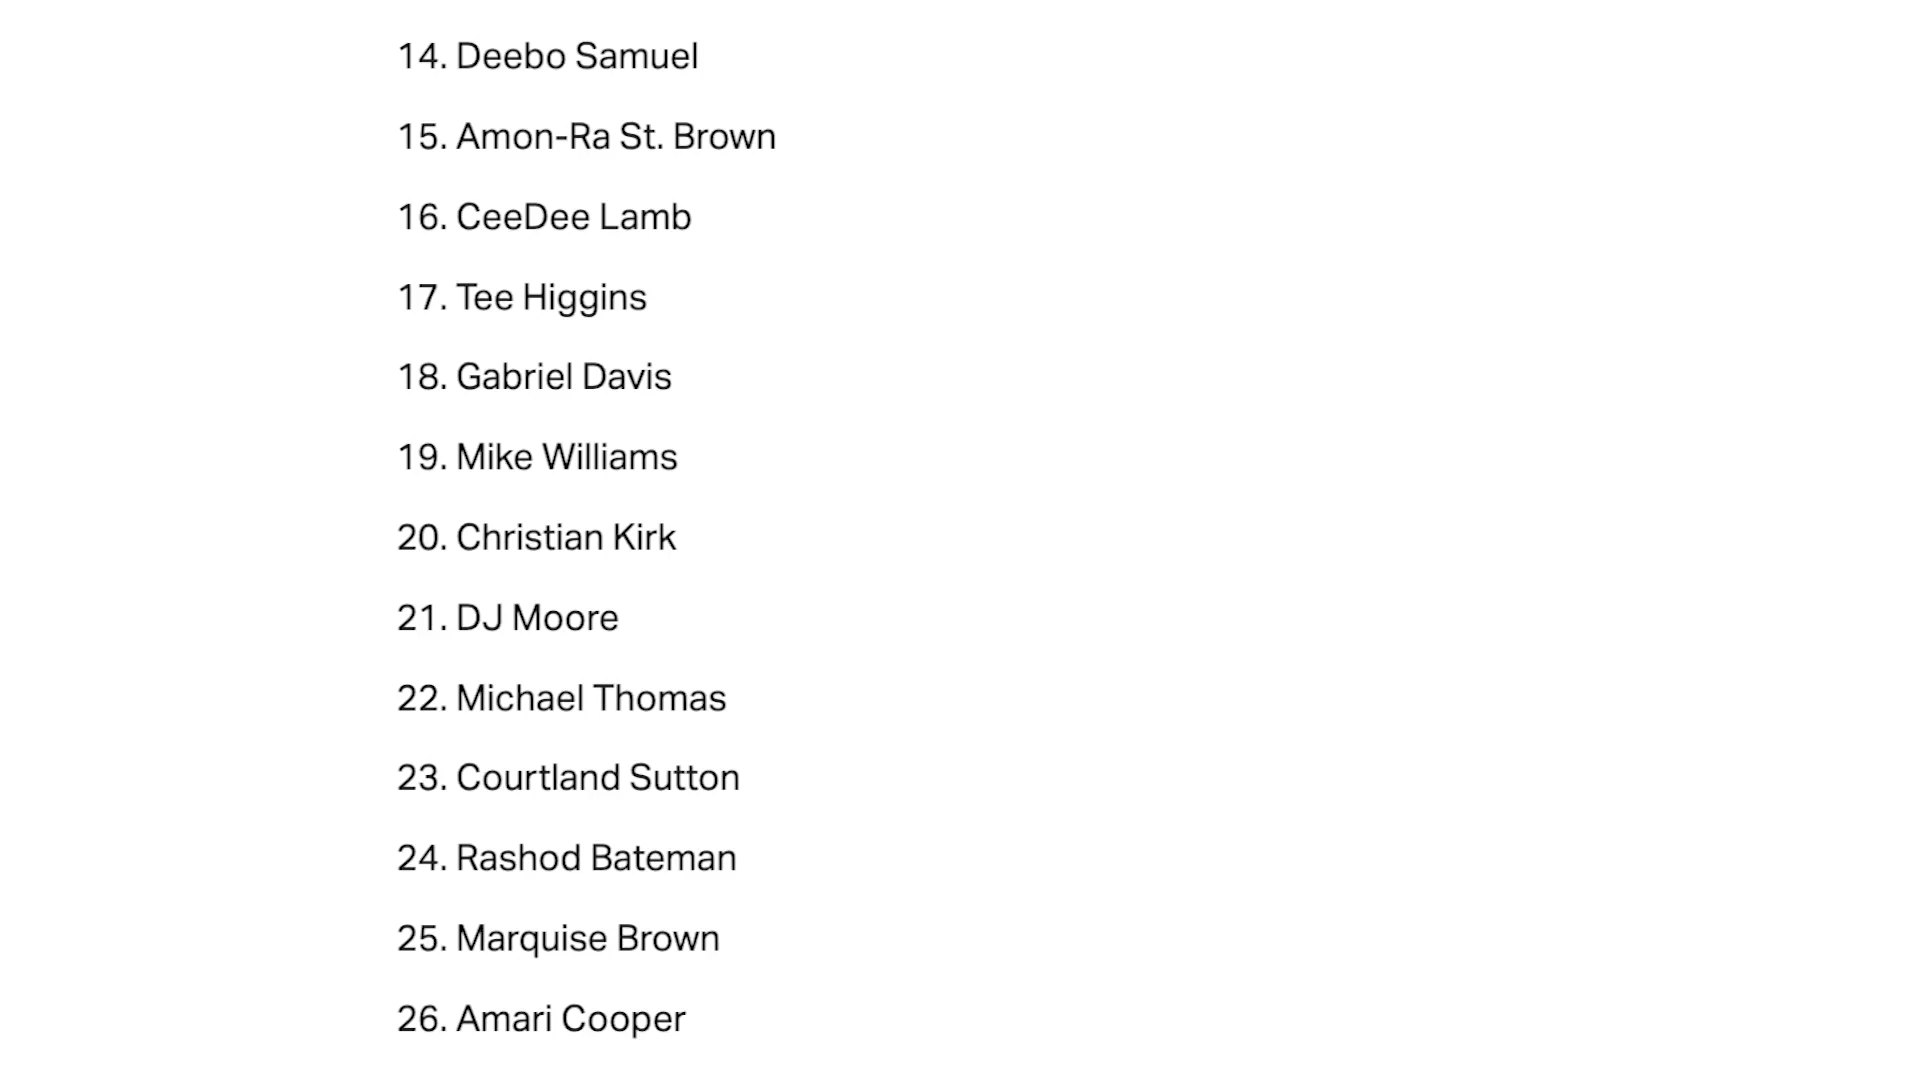 14. Deebo Samuel
15. Amon-Ra St. Brown
16. CeeDee Lamb
17. Tee Higgins
18. Gabriel Davis
19. Mike Williams
20. Christian Kirk
21. DJ Moore
22. Michael Thomas
23. Courtland Sutton
24. Rashod Bateman
25. Marquise Brown
26. Amari Cooper